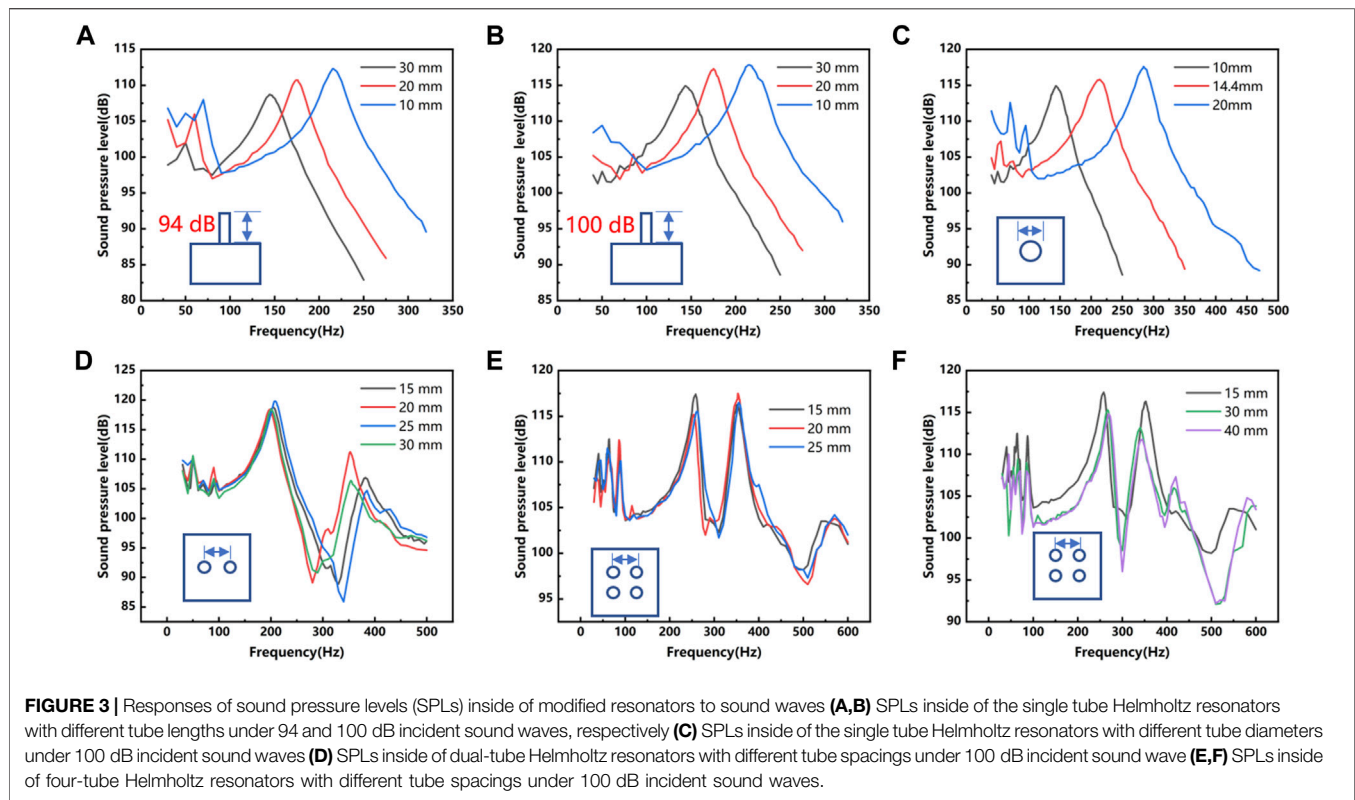 A
115
110
105
100
95
90
85
80
0 50 100 150 200 250 300 350
Sound pressure level(dB)
Frequency(Hz)
30 mm
20 mm
10 mm
94 dB
B
120
115
110
105
100
95
90
85
0 50 100 150 200 250 300 350
Sound pressure level(dB)
Frequency(Hz)
30 mm
20 mm
10 mm
100 dB
C
120
115
110
105
100
95
90
85
0 50 100 150 200 250 300 350 400 450 500
Sound pressure level(dB)
Frequency(Hz)
10mm
14.4mm
20mm
D
125
120
115
110
105
100
95
90
85
0 100 200 300 400 500
Sound pressure level(dB)
Frequency(Hz)
15 mm
20 mm
25 mm
30 mm
E
120
115
110
105
100
95
0 100 200 300 400 500 600
Sound pressure level(dB)
Frequency(Hz)
15 mm
20 mm
25 mm
F
120
115
110
105
100
95
90
0 100 200 300 400 500 600
Sound pressure level(dB)
Frequency(Hz)
15 mm
30 mm
40 mm
FIGURE 3 | Responses of sound pressure levels (SPLs) inside of modified resonators to sound waves (A,B) SPLs inside of the single tube Helmholtz resonators
with different tube lengths under 94 and 100 dB incident sound waves, respectively (C) SPLs inside of the single tube Helmholtz resonators with different tube diameters
under 100 dB incident sound waves (D) SPLs inside of dual-tube Helmholtz resonators with different tube spacings under 100 dB incident sound wave (E,F) SPLs inside
of four-tube Helmholtz resonators with different tube spacings under 100 dB incident sound waves.